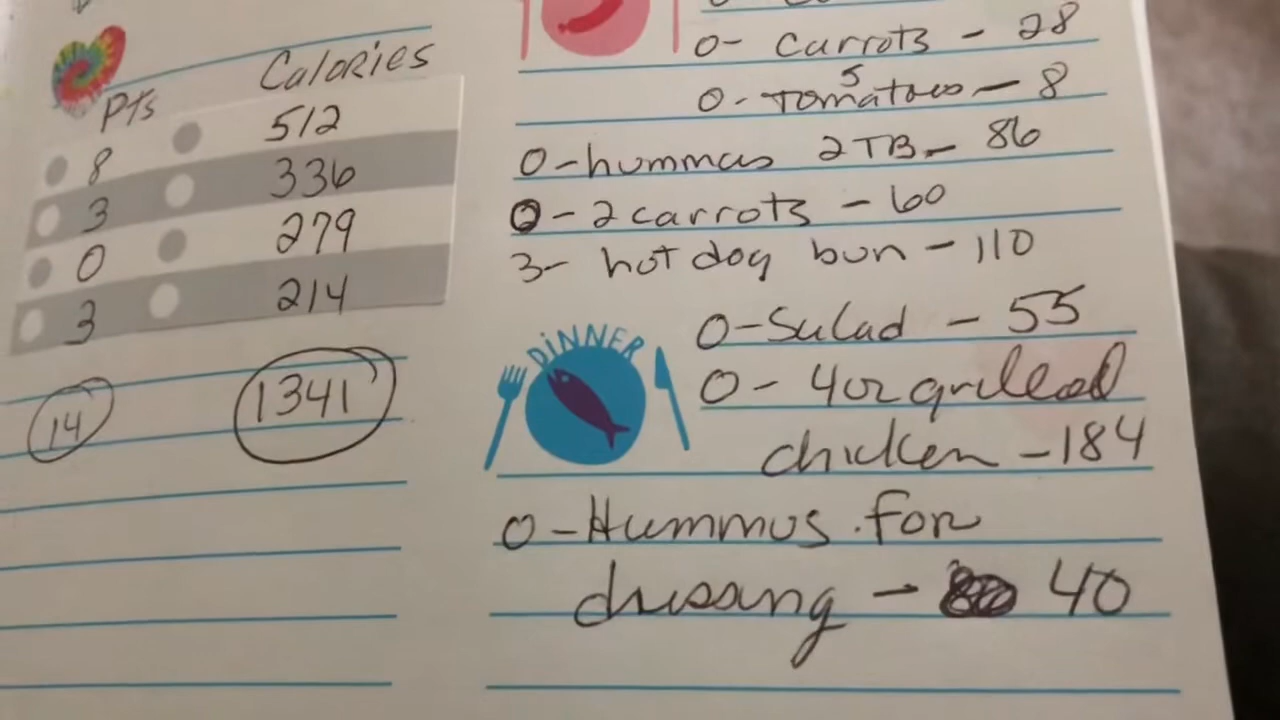 Pts Calories
8 512
3 336
0 279
3 214
14 1341
0- Carrots - 28
5
0- Tomatoes - 8
0- hummus 2TB - 86
0- 2 carrots - 60
3- hot dog bun - 110
DINNER
0- Salad - 55
0- 4oz grilled
chicken - 184
0- Hummus for
dressing - 40